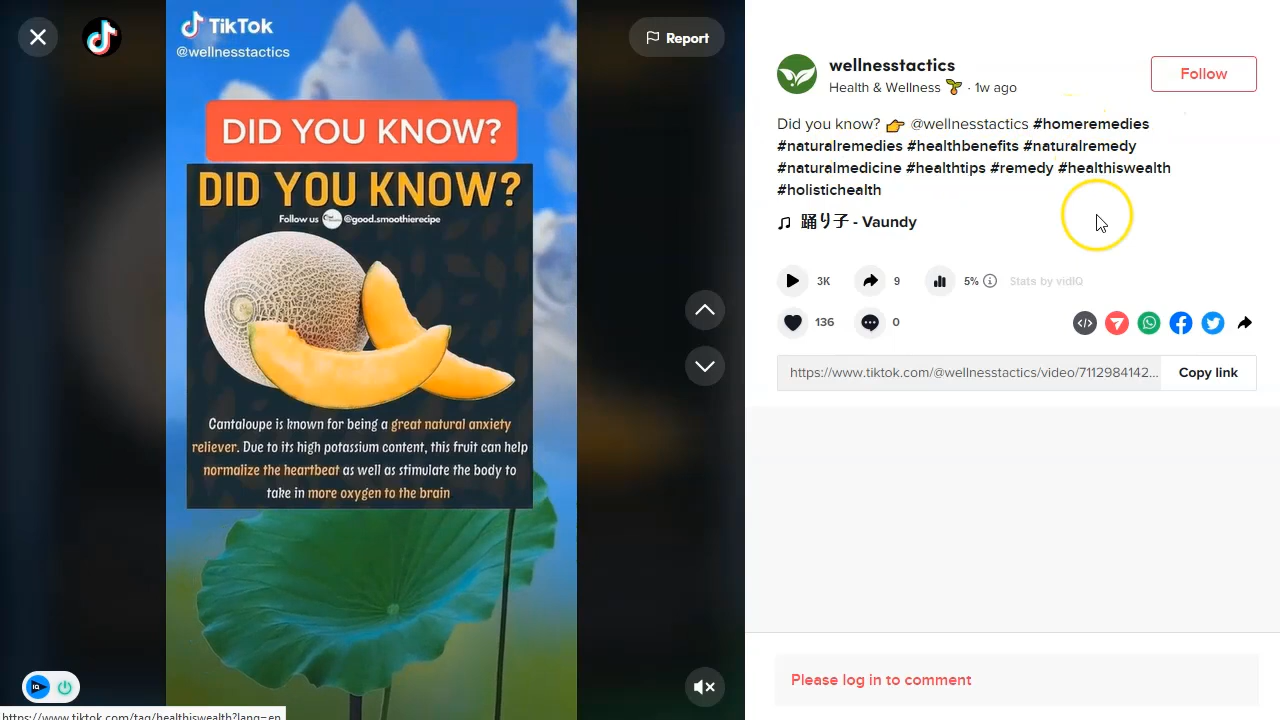 TikTok
@wellnesstactics
DID YOU KNOW?
DID YOU KNOW?
Follow us @good.smoothierecipe
Cantaloupe is known for being a great natural anxiety
reliever. Due to its high potassium content, this fruit can help
normalize the heartbeat as well as stimulate the body to
take in more oxygen to the brain
Report
wellnesstactics
Health & Wellness 🌱 · 1w ago
Follow
Did you know? 👉 @wellnesstactics #homeremedies
#naturalremedies #healthbenefits #naturalremedy
#naturalmedicine #healthtips #remedy #healthiswealth
#holistichealth
♫ 踊り子 - Vaundy
3K 9 5% Stats by vidIQ
136 0
https://www.tiktok.com/@wellnesstactics/video/7112984142...
Copy link
Please log in to comment
IQ
https://www.tiktok.com/tag/healthiswealth?lang=en